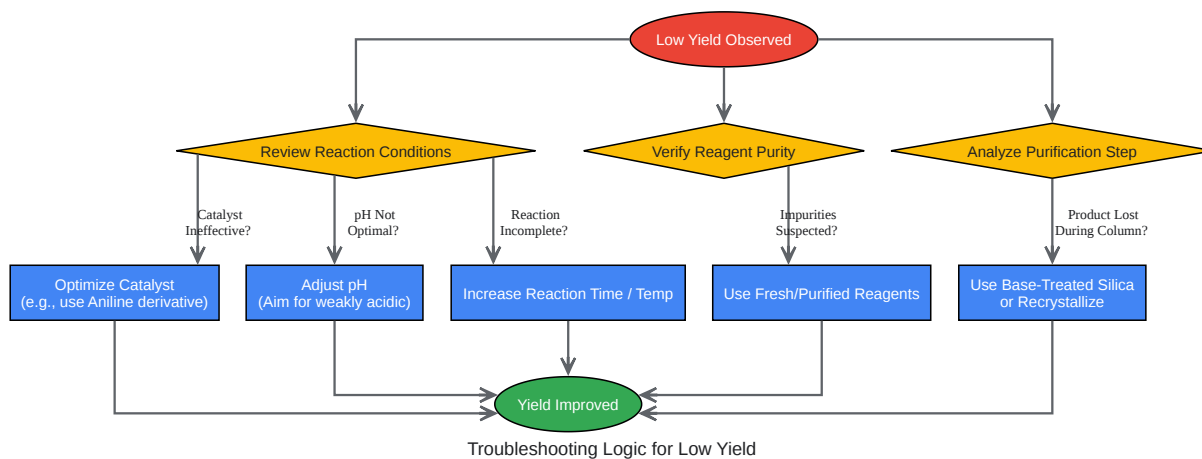 Low Yield Observed
Review Reaction Conditions
Verify Reagent Purity
Analyze Purification Step
Catalyst
Ineffective?
pH Not
Optimal?
Reaction
Incomplete?
Impurities
Suspected?
Product Lost
During Column?
Optimize Catalyst
(e.g., use Aniline derivative)
Adjust pH
(Aim for weakly acidic)
Increase Reaction Time / Temp
Use Fresh/Purified Reagents
Use Base-Treated Silica
or Recrystallize
Yield Improved
Troubleshooting Logic for Low Yield